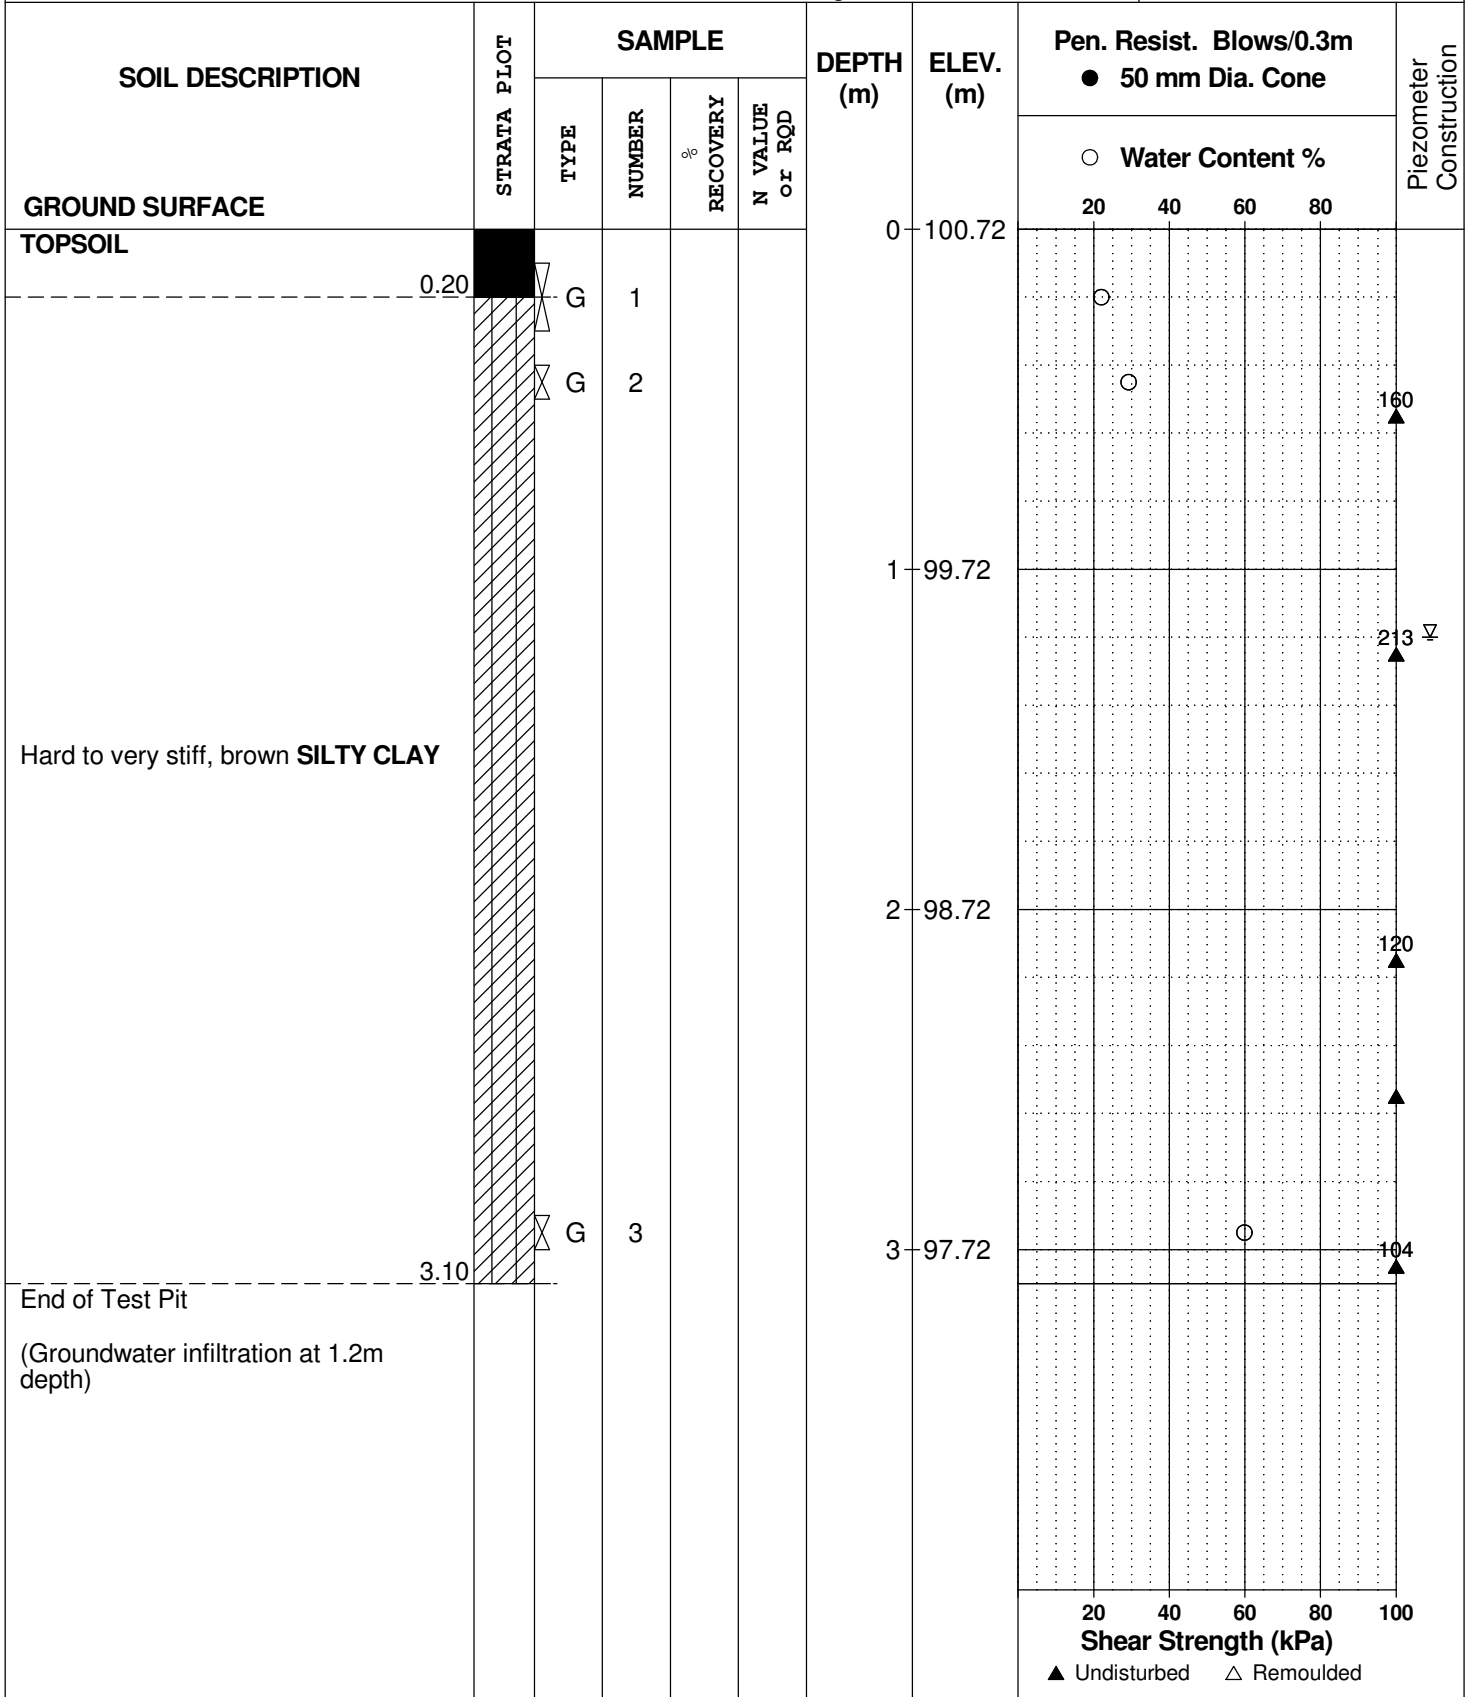 SOIL DESCRIPTION
GROUND SURFACE
STRATA PLOT
SAMPLE
TYPE
NUMBER
%
RECOVERY
N VALUE
or RQD
DEPTH
(m)
ELEV.
(m)
Pen. Resist. Blows/0.3m
● 50 mm Dia. Cone
○ Water Content %
20 40 60 80
Piezometer
Construction
TOPSOIL
0 100.72
0.20
G 1
G 2
160
1 99.72
213
Hard to very stiff, brown SILTY CLAY
2 98.72
120
G 3
3 97.72
104
3.10
End of Test Pit
(Groundwater infiltration at 1.2m
depth)
20 40 60 80 100
Shear Strength (kPa)
▲ Undisturbed △ Remoulded